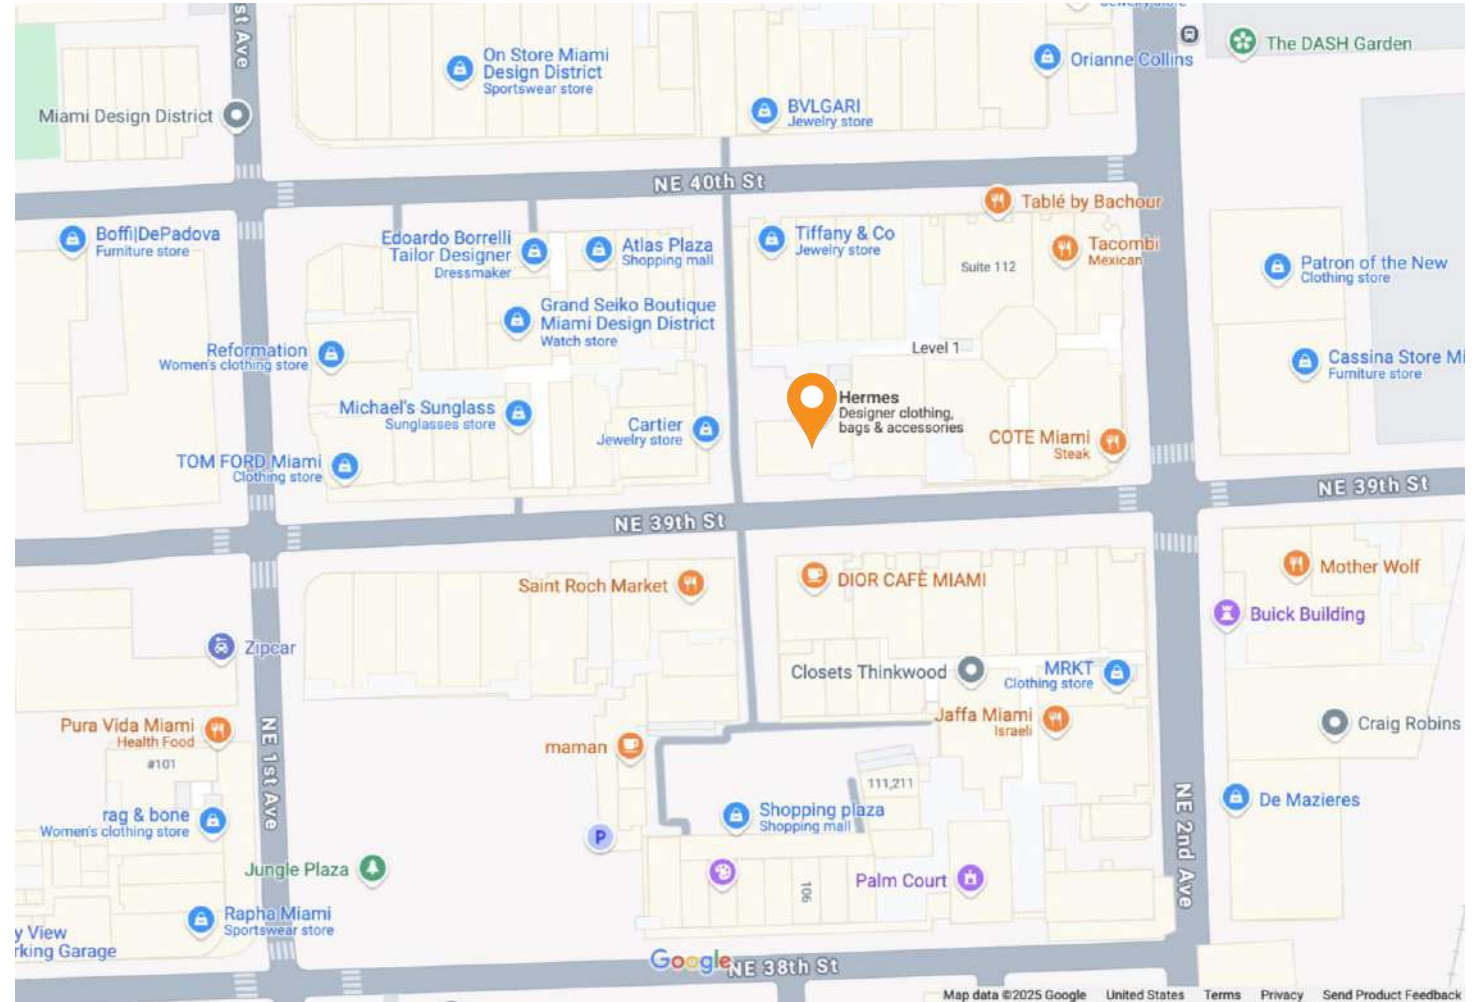 st Ave
On Store Miami
Design District
Sportswear store
Orianne Collins
The DASH Garden
Miami Design District
BVLGARI
Jewelry store
NE 40th St
Tablé by Bachour
Boffi|DePadova
Furniture store
Edoardo Borrelli
Tailor Designer
Dressmaker
Atlas Plaza
Shopping mall
Tiffany & Co
Jewelry store
Suite 112
Tacombi
Mexican
Patron of the New
Clothing store
Grand Seiko Boutique
Miami Design District
Watch store
Reformation
Women's clothing store
Level 1
Cassina Store Mi
Furniture store
Hermes
Designer clothing,
bags & accessories
Michael's Sunglass
Sunglasses store
Cartier
Jewelry store
COTE Miami
Steak
TOM FORD Miami
Clothing store
NE 39th St
NE 39th St
Saint Roch Market
DIOR CAFÉ MIAMI
Mother Wolf
Buick Building
Zipcar
Closets Thinkwood
MRKT
Clothing store
Pura Vida Miami
Health Food
#101
NE 1st Ave
maman
Jaffa Miami
Israeli
Craig Robins
111,211
rag & bone
Women's clothing store
Shopping plaza
Shopping mall
NE 2nd Ave
De Mazieres
P
Jungle Plaza
106
Palm Court
Rapha Miami
Sportswear store
y View
rking Garage
Google
NE 38th St
Map data ©2025 Google United States Terms Privacy Send Product Feedback